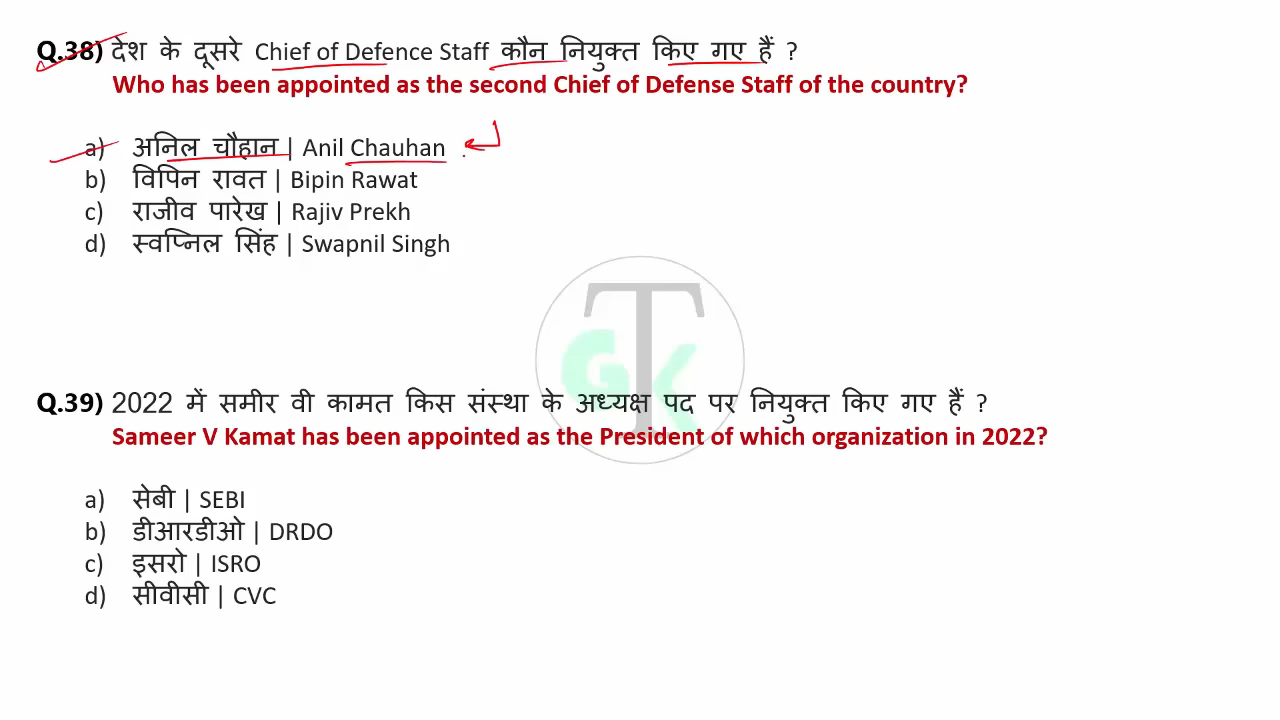 Q.38) देश के दूसरे Chief of Defence Staff कौन नियुक्त किए गए हैं ?
Who has been appointed as the second Chief of Defense Staff of the country?
a) अनिल चौहान | Anil Chauhan
b) विपिन रावत | Bipin Rawat
c) राजीव पारेख | Rajiv Prekh
d) स्वप्निल सिंह | Swapnil Singh
GTK
Q.39) 2022 में समीर वी कामत किस संस्था के अध्यक्ष पद पर नियुक्त किए गए हैं ?
Sameer V Kamat has been appointed as the President of which organization in 2022?
a) सेबी | SEBI
b) डीआरडीओ | DRDO
c) इसरो | ISRO
d) सीवीसी | CVC